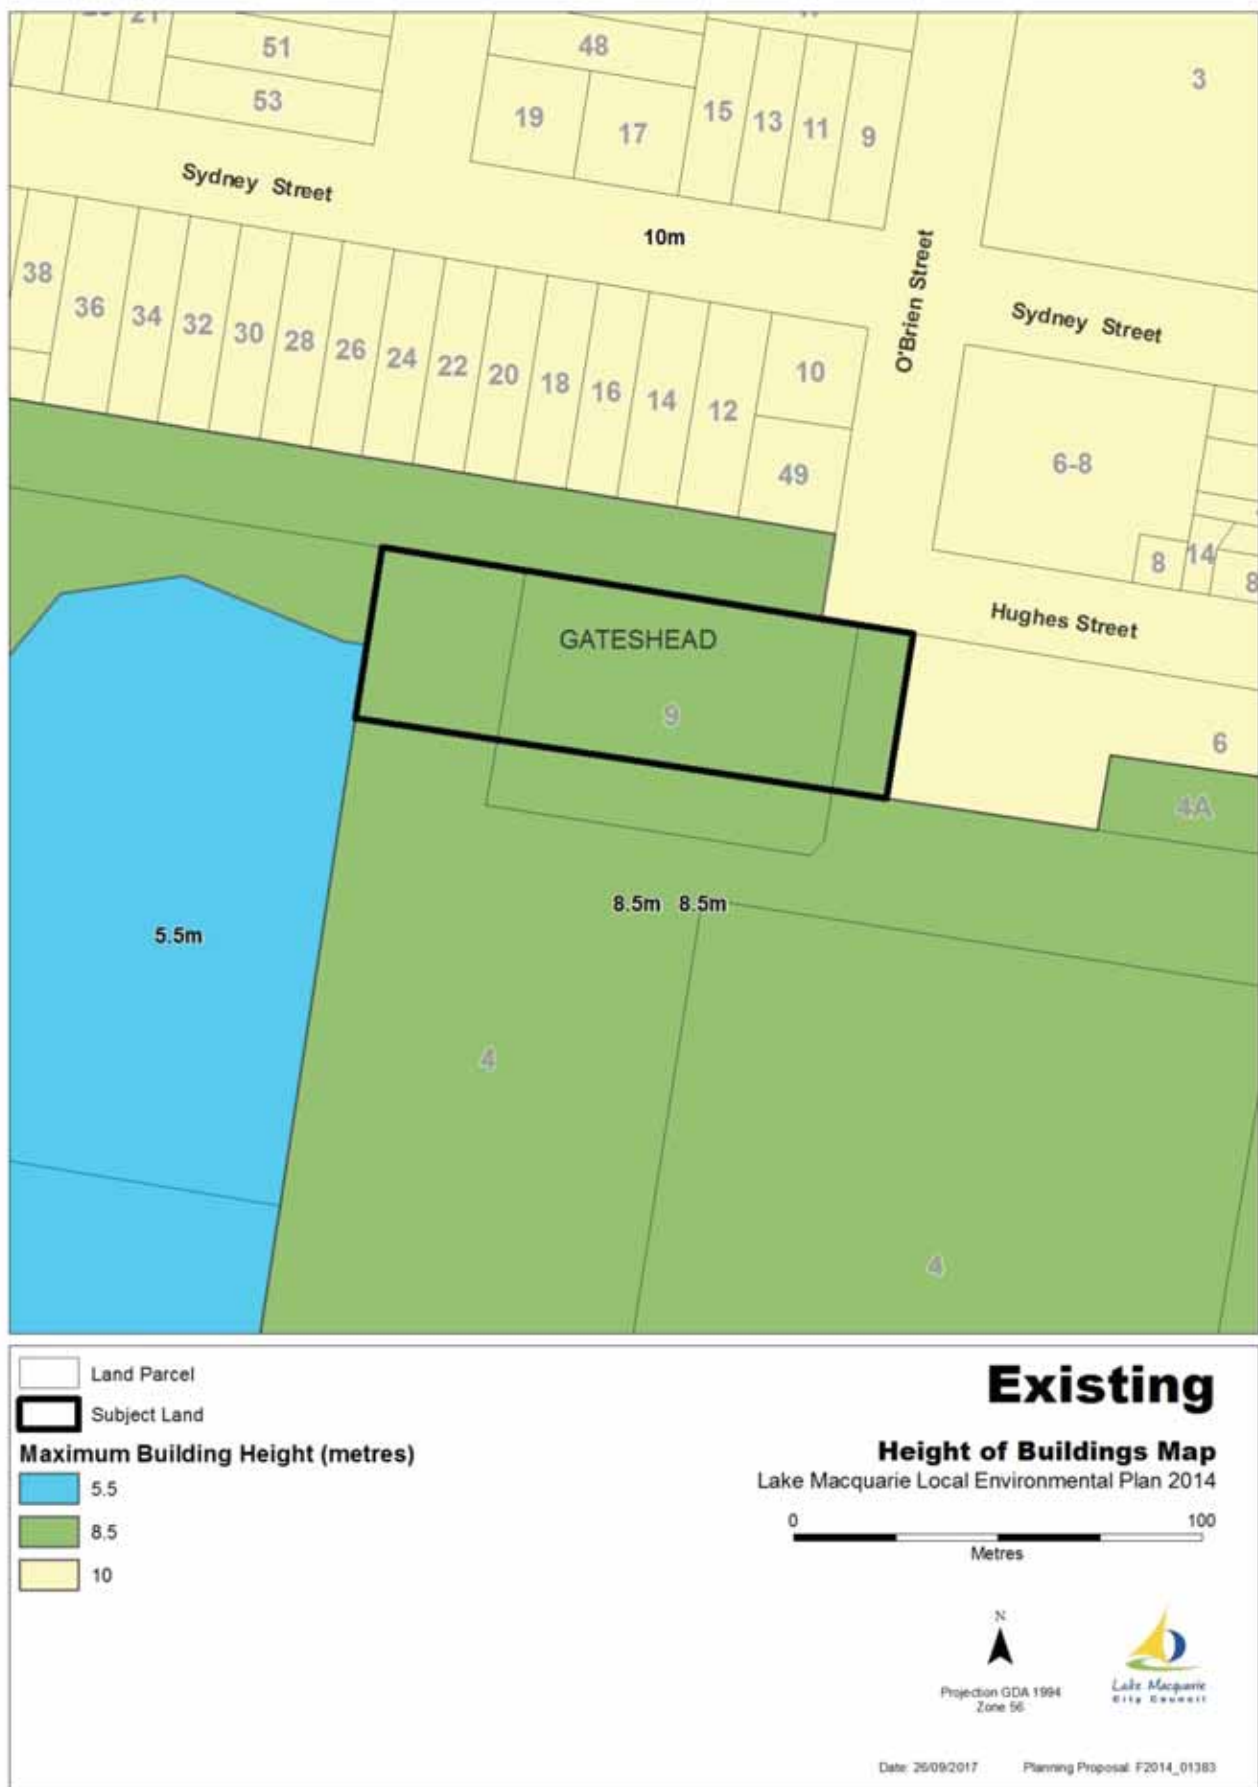 51
48
3
53
19
17
15
13
11
9
Sydney Street
10m
O'Brien Street
Sydney Street
38
36
34
32
30
28
26
24
22
20
18
16
14
12
10
49
6-8
8
14
8
Hughes Street
GATESHEAD
9
6
4A
8.5m 8.5m
5.5m
4
4
Land Parcel
Subject Land
Maximum Building Height (metres)
5.5
8.5
10
Existing
Height of Buildings Map
Lake Macquarie Local Environmental Plan 2014
0 100
Metres
N
Projection GDA 1994
Zone 56
Lake Macquarie
City Council
Date: 26/09/2017 Planning Proposal: F2014_01383